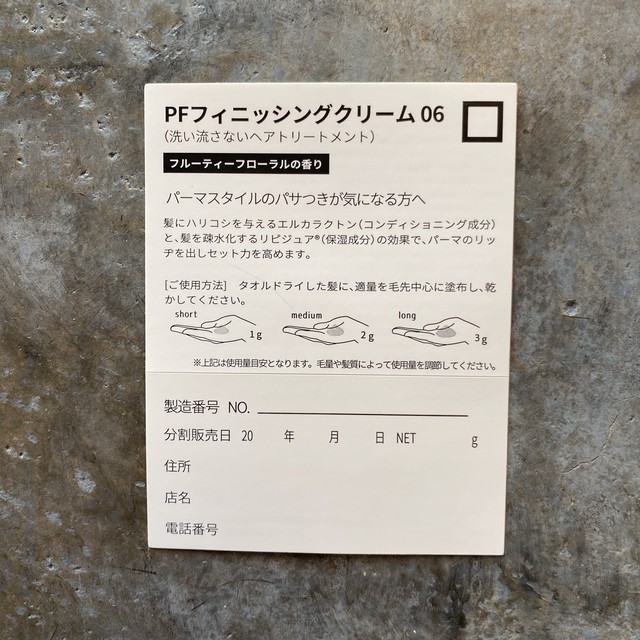 PFフィニッシングクリーム 06
（洗い流さないヘアトリートメント）
フルーティーフローラルの香り
パーマスタイルのパサつきが気になる方へ
髪にハリコシを与えるエルカラクトン（コンディショニング成分）
と、髪を疎水化するリピジュア®（保湿成分）の効果で、パーマのリッ
ヂを出しセット力を高めます。
［ご使用方法］ タオルドライした髪に、適量を毛先中心に塗布し、乾
かしてください。
short 1g medium 2g long 3g
※上記は使用量目安となります。毛量や髪質によって使用量を調節してください。
製造番号 NO.
分割販売日 20 年 月 日 NET g
住所
店名
電話番号